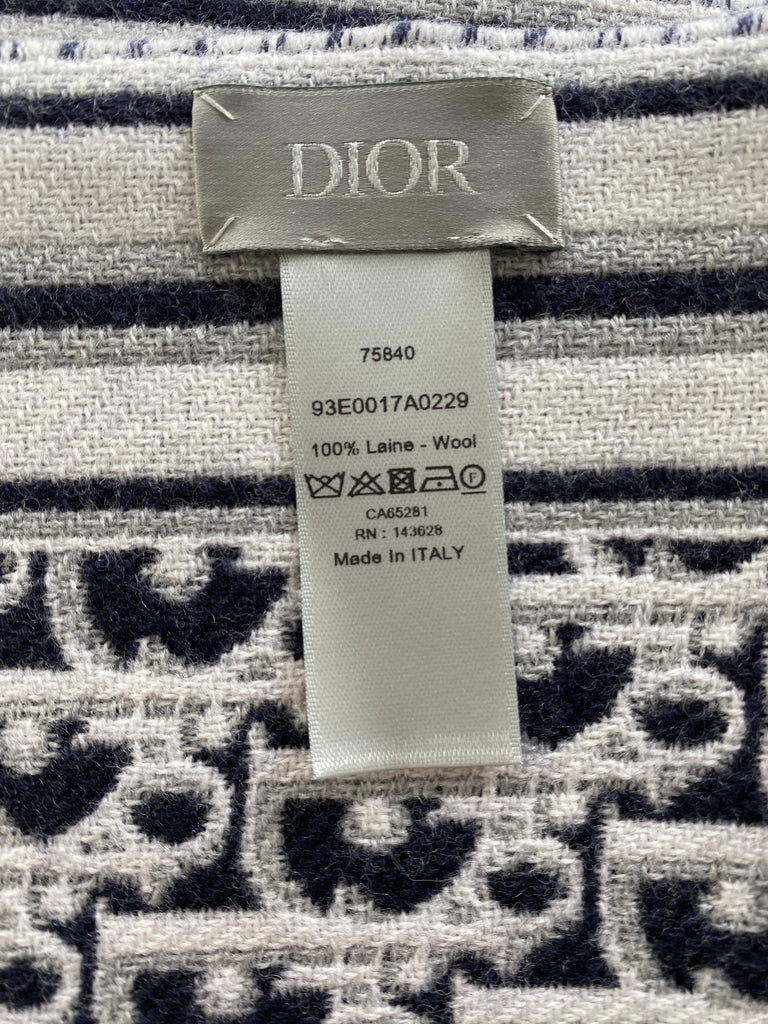 DIOR
75840
93E0017A0229
100% Laine - Wool
F
CA65281
RN : 143628
Made In ITALY